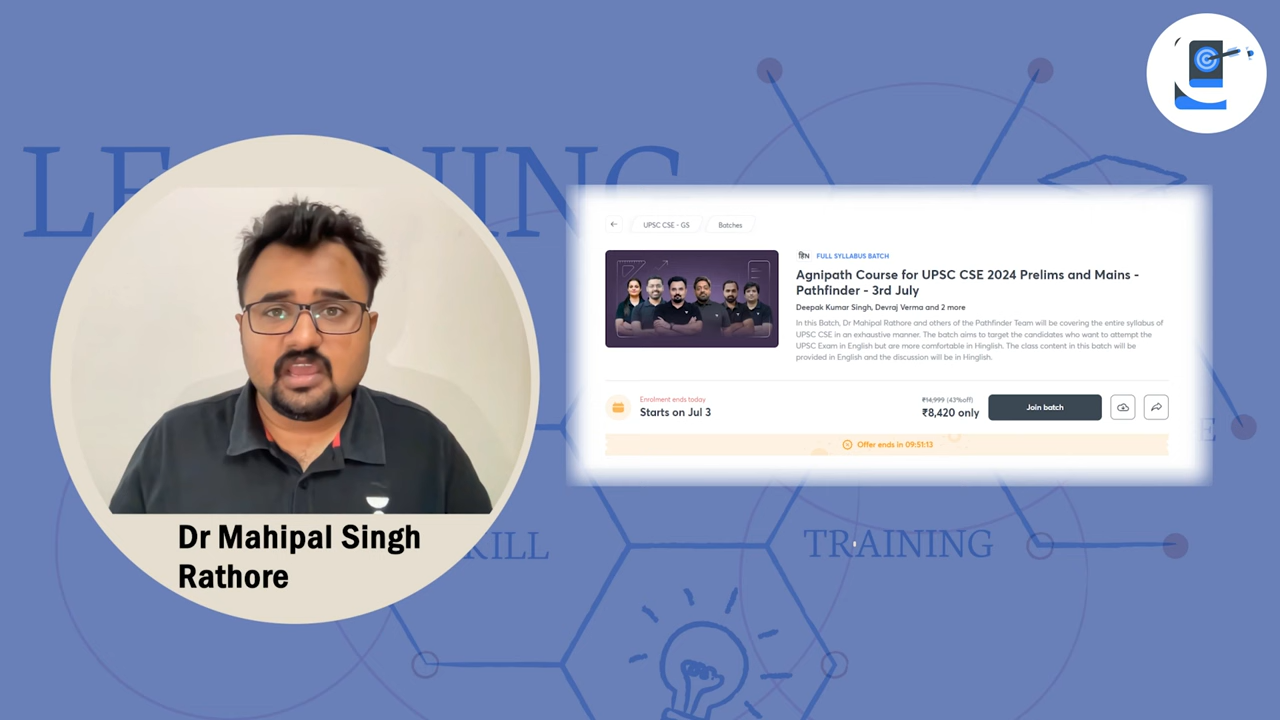 LEARNING
Dr Mahipal Singh
Rathore
UPSC CSE - GS
Batches
हिN FULL SYLLABUS BATCH
Agnipath Course for UPSC CSE 2024 Prelims and Mains -
Pathfinder - 3rd July
Deepak Kumar Singh, Devraj Verma and 2 more
In this Batch, Dr Mahipal Rathore and others of the Pathfinder Team will be covering the entire syllabus of
UPSC CSE in an exhaustive manner. The batch aims to target the candidates who want to attempt the
UPSC Exam in English but are more comfortable in Hinglish. The class content in this batch will be
provided in English and the discussion will be in Hinglish.
Enrolment ends today
Starts on Jul 3
₹14,999 (43%off)
₹8,420 only
Join batch
Offer ends in 09:51:13
KILL
TRAINING
E